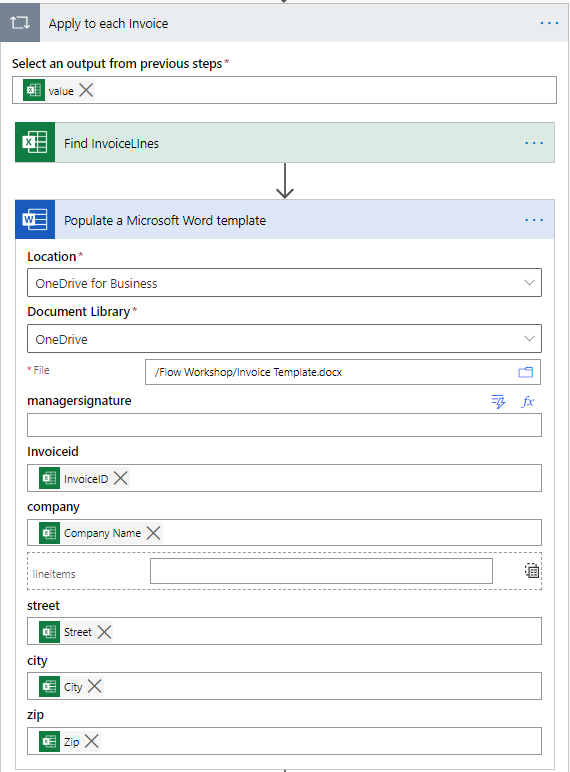 Apply to each Invoice
Select an output from previous steps*
value
Find InvoiceLInes
Populate a Microsoft Word template
Location*
OneDrive for Business
Document Library*
OneDrive
* File
/Flow Workshop/Invoice Template.docx
managersignature
fx
Invoiceid
InvoiceID
company
Company Name
lineitems
street
Street
city
City
zip
Zip